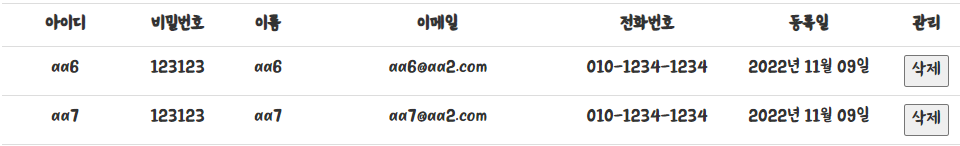 아이디 비밀번호 이름 이메일 전화번호 등록일 관리
aa6 123123 aa6 aa6@aa2.com 010-1234-1234 2022년 11월 09일 삭제
aa7 123123 aa7 aa7@aa2.com 010-1234-1234 2022년 11월 09일 삭제